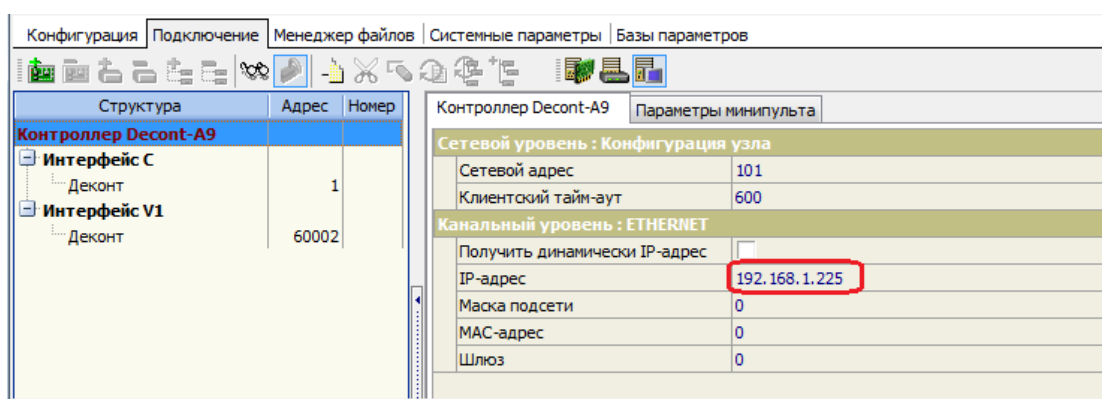 Конфигурация Подключение Менеджер файлов Системные параметры Базы параметров
Структура Адрес Номер
Контроллер Decont-A9
Интерфейс C
Деконт 1
Интерфейс V1
Деконт 60002
Контроллер Decont-A9 Параметры минипульта
Сетевой уровень : Конфигурация узла
Сетевой адрес 101
Клиентский тайм-аут 600
Канальный уровень : ETHERNET
Получить динамически IP-адрес
IP-адрес 192.168.1.225
Маска подсети 0
MAC-адрес 0
Шлюз 0